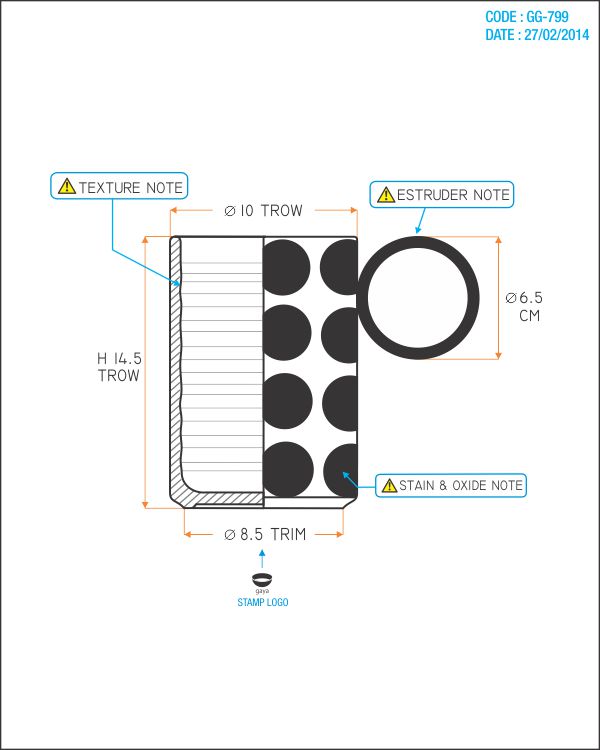 CODE : GG-799
DATE : 27/02/2014
TEXTURE NOTE
ESTRUDER NOTE
Ø 10 TROW
Ø 6.5
CM
H 14.5
TROW
STAIN & OXIDE NOTE
Ø 8.5 TRIM
gaya
STAMP LOGO